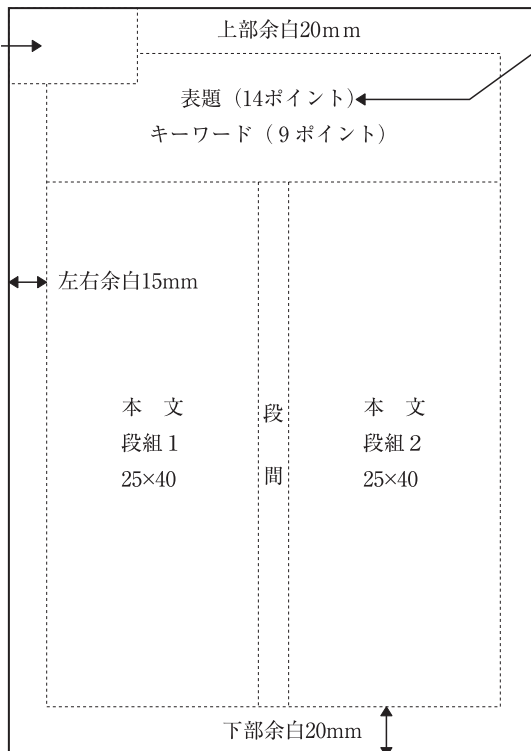 上部余白20mm
表題（14ポイント）
キーワード（９ポイント）
左右余白15mm
本　文
段組１
25×40
段
間
本　文
段組２
25×40
下部余白20mm